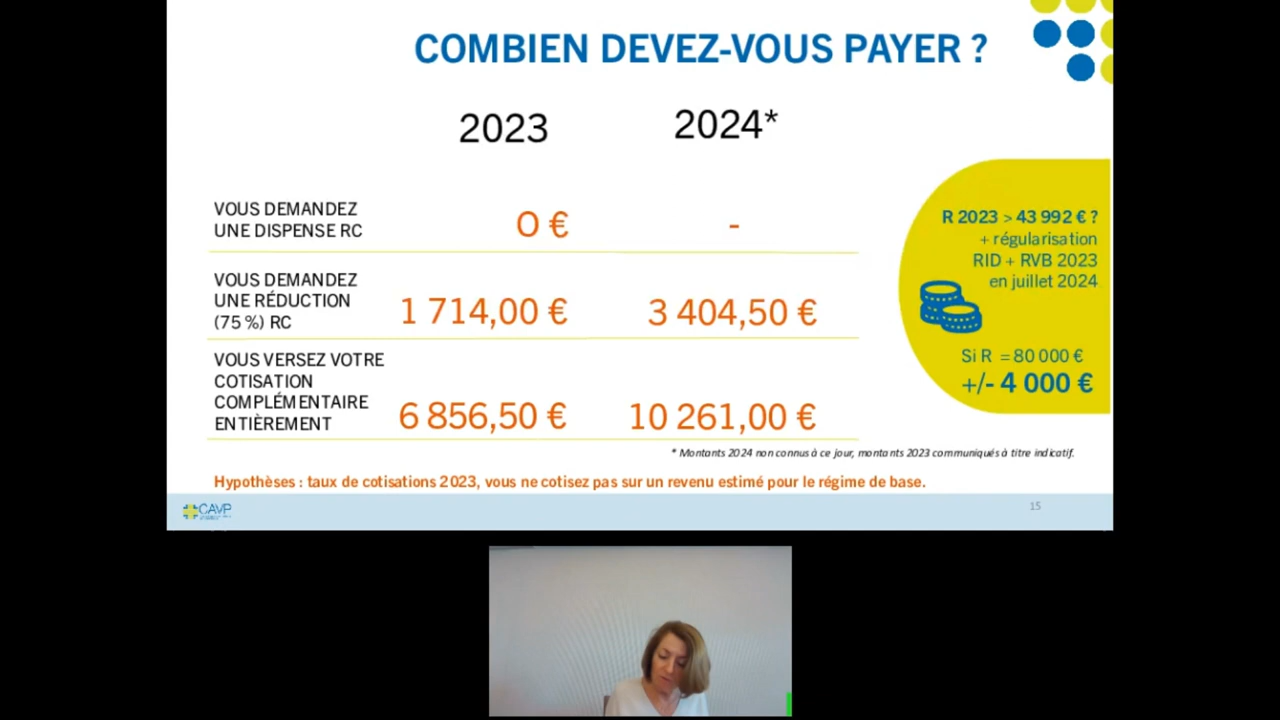 COMBIEN DEVEZ-VOUS PAYER ?
2023
2024*
VOUS DEMANDEZ
UNE DISPENSE RC
O €
-
VOUS DEMANDEZ
UNE RÉDUCTION
(75 %) RC
1 714,00 €
3 404,50 €
VOUS VERSEZ VOTRE
COTISATION
COMPLÉMENTAIRE
ENTIÈREMENT
6 856,50 €
10 261,00 €
R 2023 > 43 992 € ?
+ régularisation
RID + RVB 2023
en juillet 2024
Si R = 80 000 €
+/- 4 000 €
* Montants 2024 non connus à ce jour, montants 2023 communiqués à titre indicatif.
Hypothèses : taux de cotisations 2023, vous ne cotisez pas sur un revenu estimé pour le régime de base.
CAVP
15